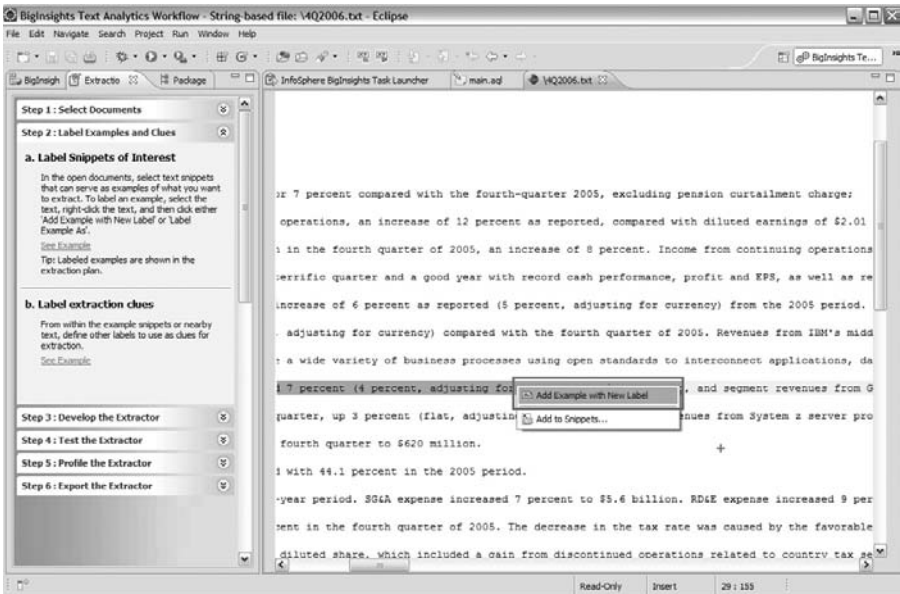 BigInsights Text Analytics Workflow - String-based file: \4Q2006.txt - Eclipse
File Edit Navigate Search Project Run Window Help
BigInsights Te...
BigInsigh Extractio Package
InfoSphere BigInsights Task Launcher main.aql \4Q2006.txt
Step 1 : Select Documents
Step 2 : Label Examples and Clues
a. Label Snippets of Interest
In the open documents, select text snippets
that can serve as examples of what you want
to extract. To label an example, select the
text, right-click the text, and then click either
'Add Example with New Label' or 'Label
Example As'.
See Example
Tip: Labeled examples are shown in the
extraction plan.
b. Label extraction clues
From within the example snippets or nearby
text, define other labels to use as clues for
extraction.
See Example
Step 3 : Develop the Extractor
Step 4 : Test the Extractor
Step 5 : Profile the Extractor
Step 6 : Export the Extractor
or 7 percent compared with the fourth-quarter 2005, excluding pension curtailment charge;
operations, an increase of 12 percent as reported, compared with diluted earnings of $2.01
in the fourth quarter of 2005, an increase of 8 percent. Income from continuing operations
terrific quarter and a good year with record cash performance, profit and EPS, as well as re
increase of 6 percent as reported (5 percent, adjusting for currency) from the 2005 period.
adjusting for currency) compared with the fourth quarter of 2005. Revenues from IBM's midd
a wide variety of business processes using open standards to interconnect applications, da
d 7 percent (4 percent, adjusting for , and segment revenues from G
Add Example with New Label
quarter, up 3 percent (flat, adjustin nues from System z server pro
Add to Snippets...
fourth quarter to $620 million.
d with 44.1 percent in the 2005 period.
-year period. SG&A expense increased 7 percent to $5.6 billion. RD&E expense increased 9 per
cent in the fourth quarter of 2005. The decrease in the tax rate was caused by the favorable
diluted share, which included a gain from discontinued operations related to country tax se
Read-Only Insert 29 : 155